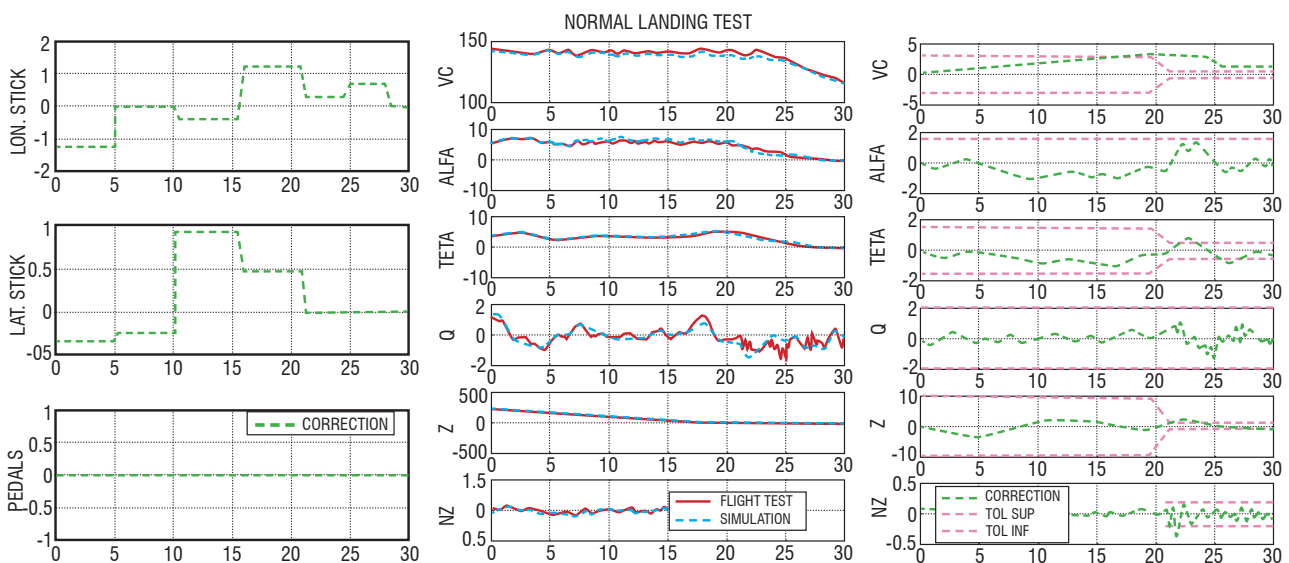 NORMAL LANDING TEST
LON. STICK
2
1
0
-1
-2
0 5 10 15 20 25 30
LAT. STICK
1
0.5
0
-05
0 5 10 15 20 25 30
PEDALS
1
0.5
0
-0.5
-1
CORRECTION
0 5 10 15 20 25 30
VC
150
100
0 5 10 15 20 25 30
ALFA
10
0
-10
0 5 10 15 20 25 30
TETA
10
0
-10
0 5 10 15 20 25 30
Q
2
0
-2
0 5 10 15 20 25 30
Z
500
0
-500
0 5 10 15 20 25 30
NZ
1.5
1
0.5
FLIGHT TEST
SIMULATION
0 5 10 15 20 25 30
VC
5
0
-5
0 5 10 15 20 25 30
ALFA
2
0
-2
0 5 10 15 20 25 30
TETA
2
0
-2
0 5 10 15 20 25 30
Q
2
0
-2
0 5 10 15 20 25 30
Z
10
0
-10
0 5 10 15 20 25 30
NZ
0.5
0
-0.5
CORRECTION
TOL SUP
TOL INF
0 5 10 15 20 25 30